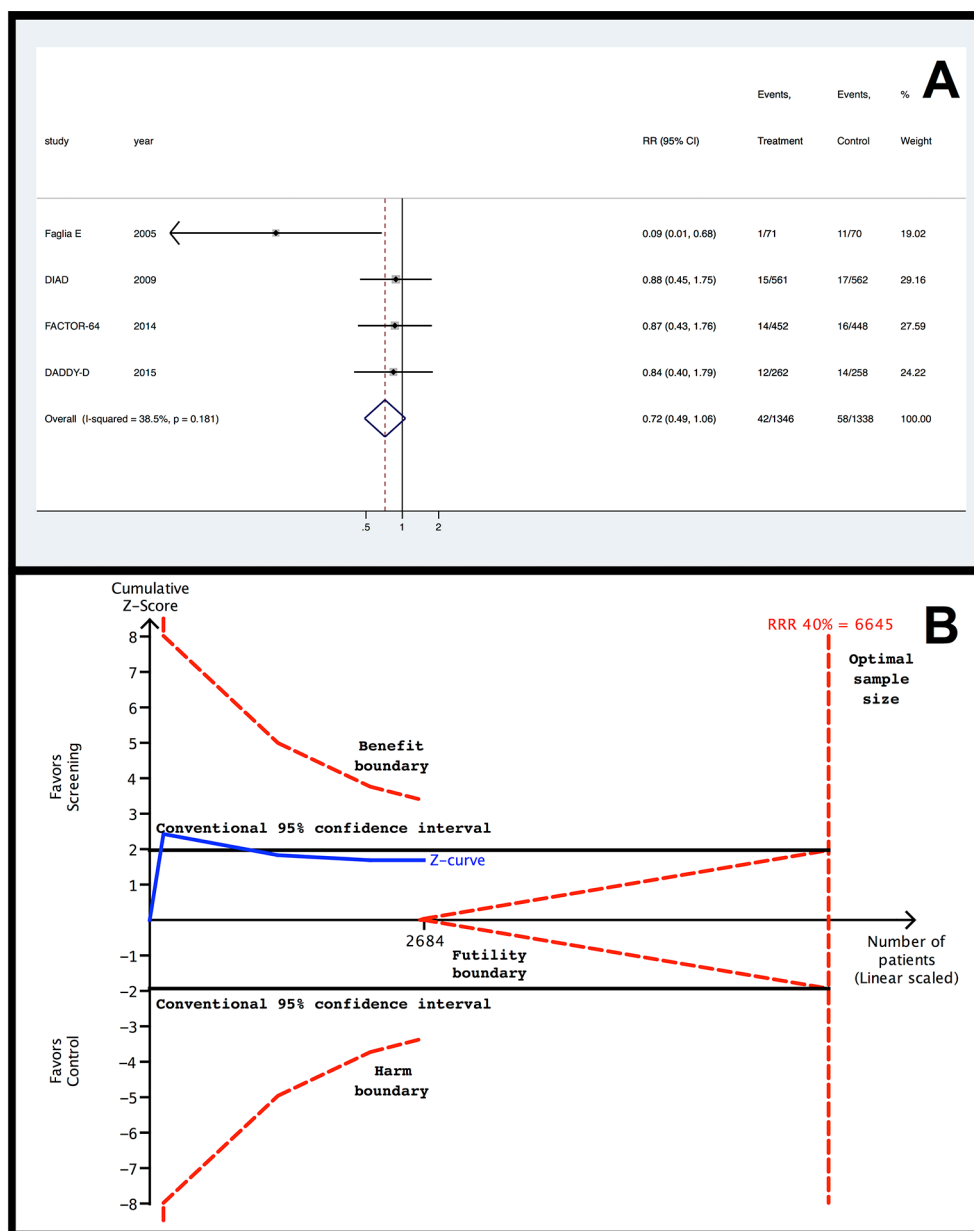 A
Events, Events, %
study year RR (95% CI) Treatment Control Weight
Faglia E 2005 0.09 (0.01, 0.68) 1/71 11/70 19.02
DIAD 2009 0.88 (0.45, 1.75) 15/561 17/562 29.16
FACTOR-64 2014 0.87 (0.43, 1.76) 14/452 16/448 27.59
DADDY-D 2015 0.84 (0.40, 1.79) 12/262 14/258 24.22
Overall (I-squared = 38.5%, p = 0.181) 0.72 (0.49, 1.06) 42/1346 58/1338 100.00
.5 1 2
B
Cumulative
Z-Score
RRR 40% = 6645
Optimal
sample
size
8
7
6
5
4
3
2
1
-1
-2
-3
-4
-5
-6
-7
-8
Favors
Screening
Favors
Control
Benefit
boundary
Conventional 95% confidence interval
Z-curve
2684
Futility
boundary
Number of
patients
(Linear scaled)
Conventional 95% confidence interval
Harm
boundary